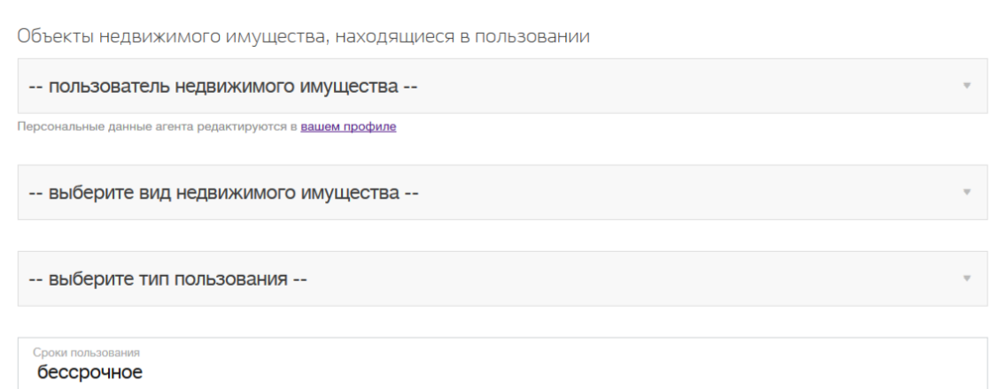 Объекты недвижимого имущества, находящиеся в пользовании
-- пользователь недвижимого имущества --
Персональные данные агента редактируются в вашем профиле
-- выберите вид недвижимого имущества --
-- выберите тип пользования --
Сроки пользования
бессрочное